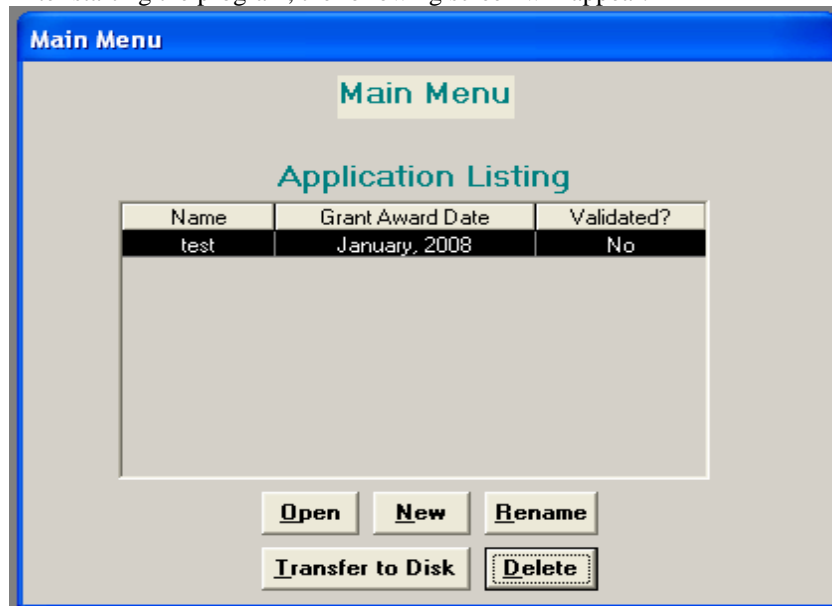 Main Menu
Main Menu
Application Listing
Name Grant Award Date Validated?
test January, 2008 No
Open New Rename
Transfer to Disk Delete